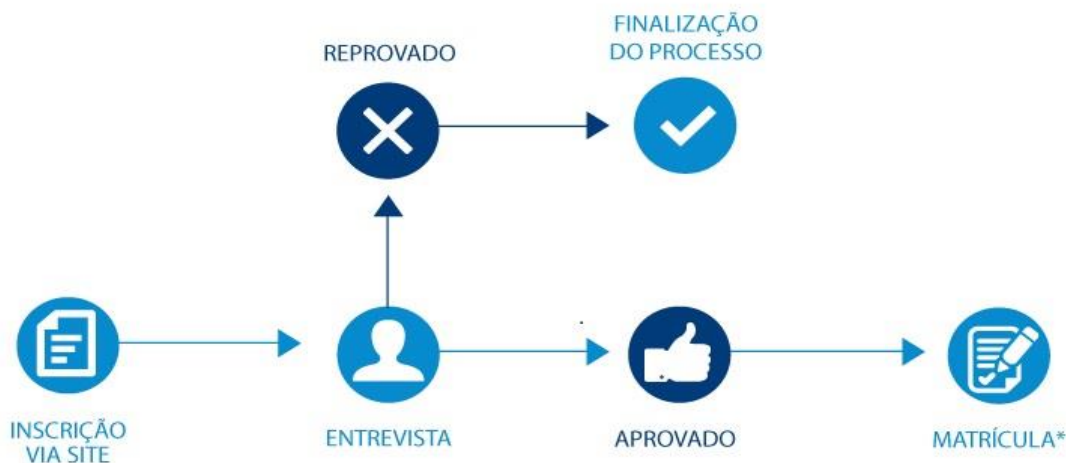 REPROVADO
FINALIZAÇÃO
DO PROCESSO
INSCRIÇÃO
VIA SITE
ENTREVISTA
APROVADO
MATRÍCULA*